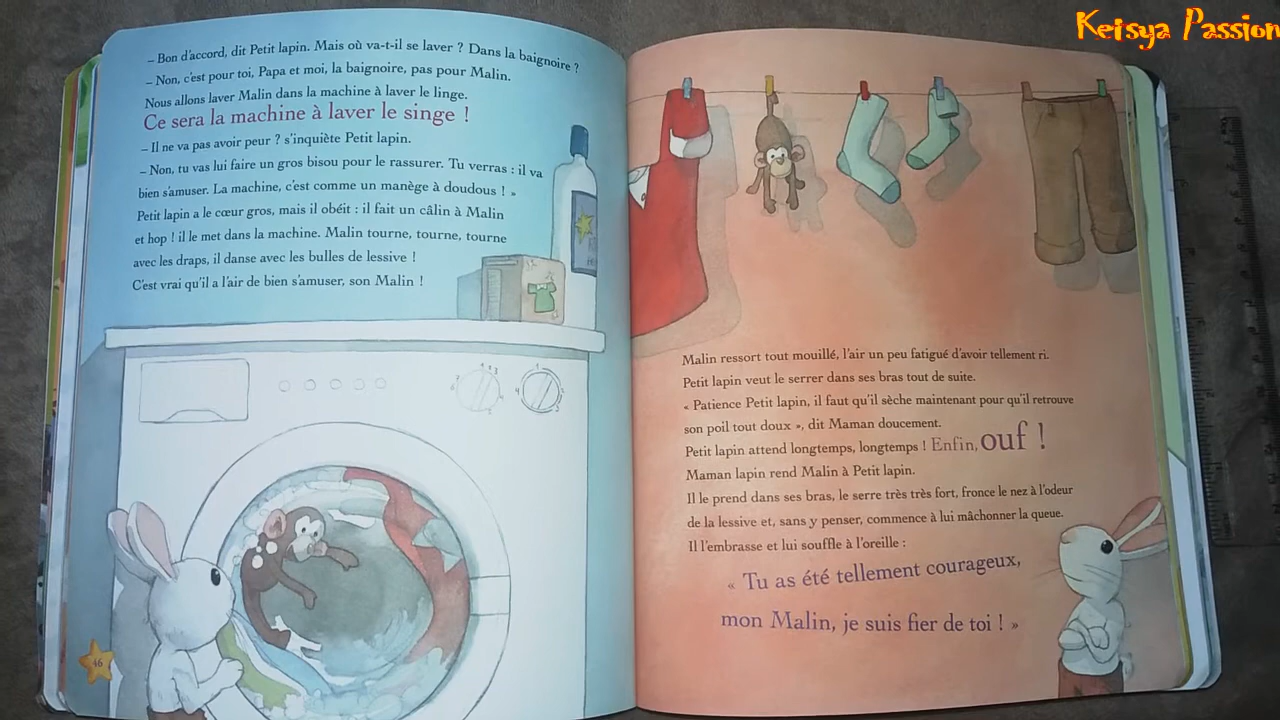 Ketsya Passion
– Bon d'accord, dit Petit lapin. Mais où va-t-il se laver ? Dans la baignoire ?
– Non, c'est pour toi, Papa et moi, la baignoire, pas pour Malin.
Nous allons laver Malin dans la machine à laver le linge.
Ce sera la machine à laver le singe !
– Il ne va pas avoir peur ? s'inquiète Petit lapin.
– Non, tu vas lui faire un gros bisou pour le rassurer. Tu verras : il va
bien s'amuser. La machine, c'est comme un manège à doudous ! »
Petit lapin a le cœur gros, mais il obéit : il fait un câlin à Malin
et hop ! il le met dans la machine. Malin tourne, tourne, tourne
avec les draps, il danse avec les bulles de lessive !
C'est vrai qu'il a l'air de bien s'amuser, son Malin !
46
Malin ressort tout mouillé, l'air un peu fatigué d'avoir tellement ri.
Petit lapin veut le serrer dans ses bras tout de suite.
« Patience Petit lapin, il faut qu'il sèche maintenant pour qu'il retrouve
son poil tout doux », dit Maman doucement.
Petit lapin attend longtemps, longtemps ! Enfin, ouf !
Maman lapin rend Malin à Petit lapin.
Il le prend dans ses bras, le serre très très fort, fronce le nez à l'odeur
de la lessive et, sans y penser, commence à lui mâchonner la queue.
Il l'embrasse et lui souffle à l'oreille :
« Tu as été tellement courageux,
mon Malin, je suis fier de toi ! »